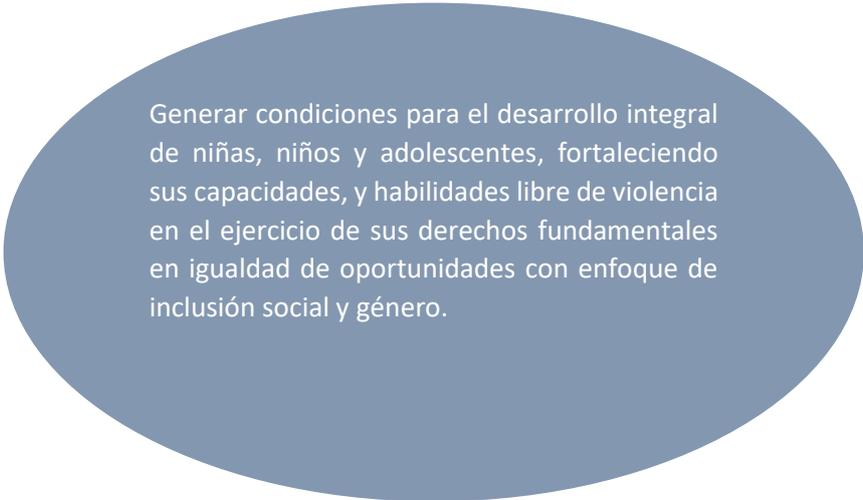 Generar condiciones para el desarrollo integral
de niñas, niños y adolescentes, fortaleciendo
sus capacidades, y habilidades libre de violencia
en el ejercicio de sus derechos fundamentales
en igualdad de oportunidades con enfoque de
inclusión social y género.